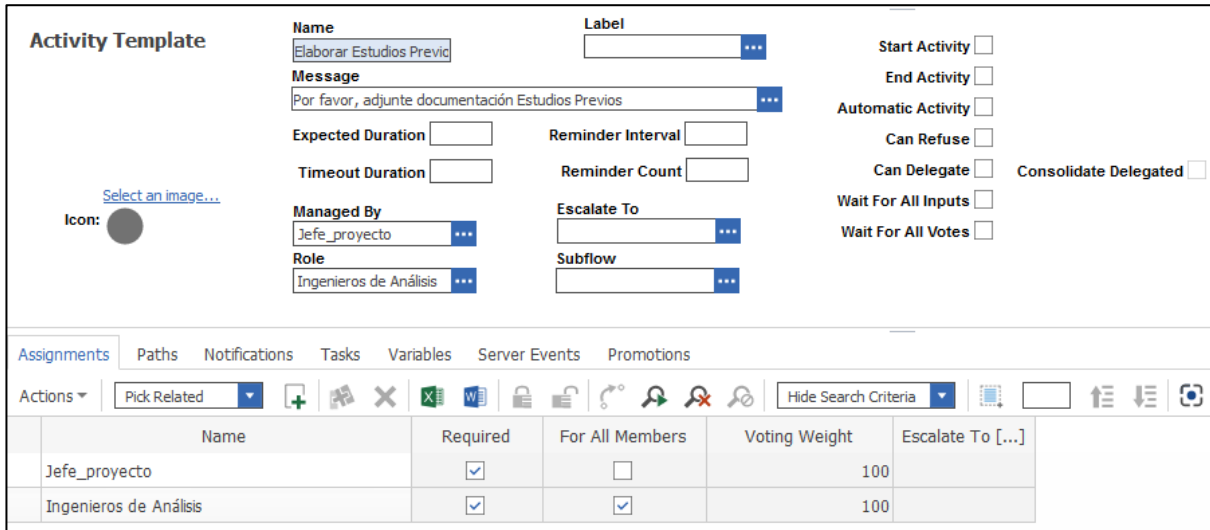 Activity Template
Name
Label
Elaborar Estudios Previc
Message
Por favor, adjunte documentación Estudios Previos
Expected Duration
Reminder Interval
Timeout Duration
Reminder Count
Select an image...
Icon:
Managed By
Escalate To
Jefe_proyecto
Role
Subflow
Ingenieros de Análisis
Start Activity
End Activity
Automatic Activity
Can Refuse
Can Delegate
Consolidate Delegated
Wait For All Inputs
Wait For All Votes
Assignments Paths Notifications Tasks Variables Server Events Promotions
Actions Pick Related Hide Search Criteria
Name Required For All Members Voting Weight Escalate To [...]
Jefe_proyecto 100
Ingenieros de Análisis 100